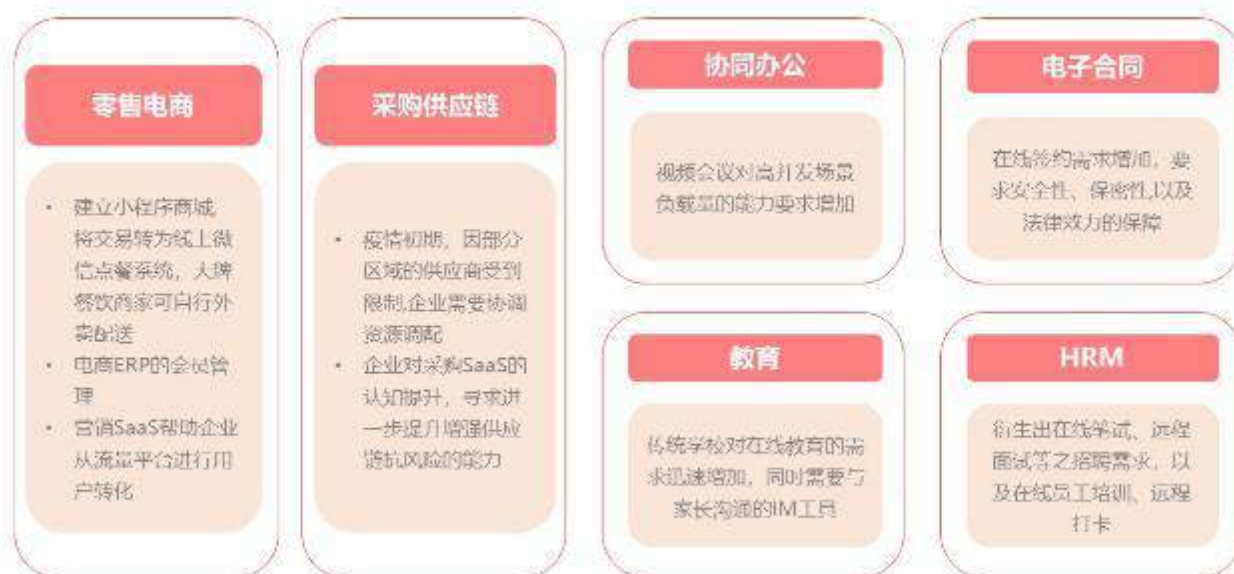 零售电商
建立小程序商城,
将交易转为线上微
信点餐系统，大牌
餐饮商家可自行外
卖配送
电商ERP的会员管
理
营销SaaS帮助企业
从流量平台进行用
户转化
采购供应链
疫情初期，因部分
区域的供应商受到
限制,企业需要协调
资源调配
企业对采购SaaS的
认知提升，寻求进
一步提升增强供应
链抗风险的能力
协同办公
视频会议对高并发场景
负载量的能力要求增加
电子合同
在线签约需求增加，要
求安全性、保密性,以及
法律效力的保障
教育
传统学校对在线教育的需
求迅速增加，同时需要与
家长沟通的IM工具
HRM
衍生出在线笔试、远程
面试等之招聘需求，以
及在线员工培训、远程
打卡